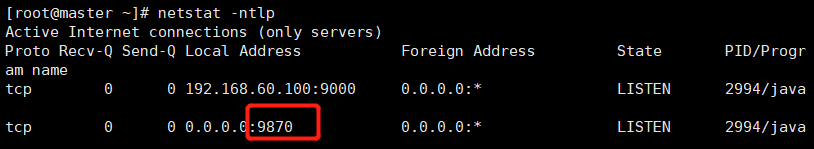 [root@master ~]# netstat -ntlp
Active Internet connections (only servers)
Proto Recv-Q Send-Q Local Address           Foreign Address         State       PID/Progr
am name
tcp        0      0 192.168.60.100:9000     0.0.0.0:*               LISTEN      2994/java
tcp        0      0 0.0.0.0:9870            0.0.0.0:*               LISTEN      2994/java